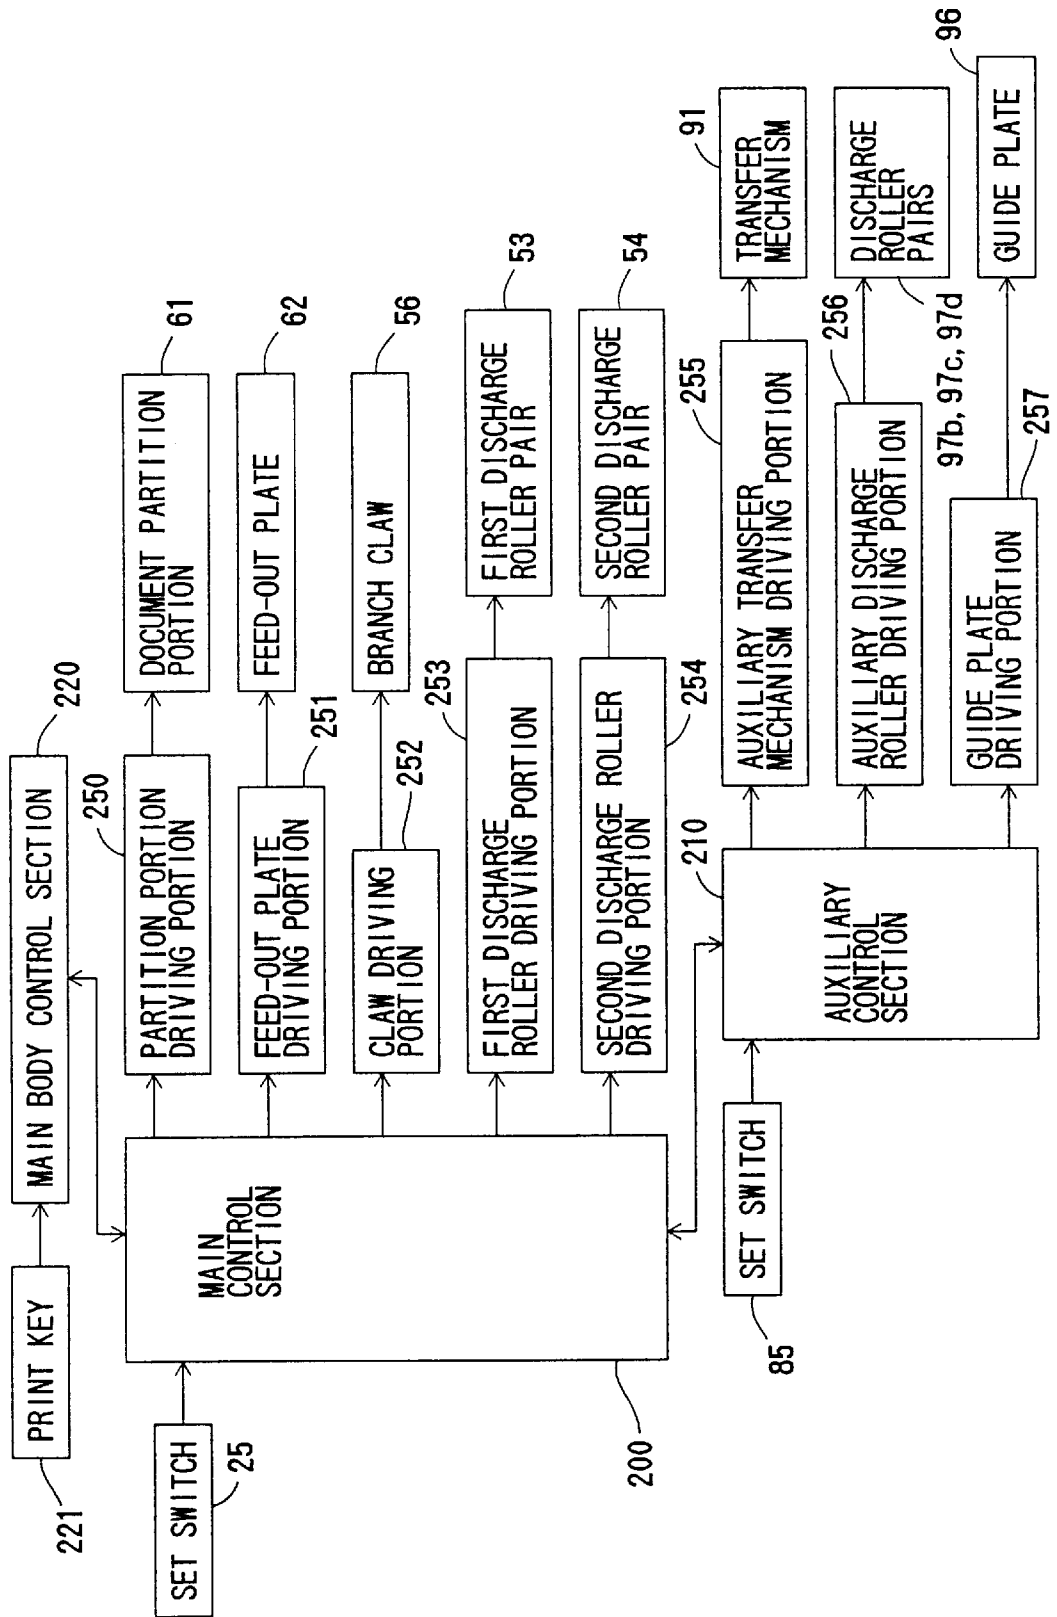 PRINT KEY
221
MAIN BODY CONTROL SECTION
220
SET SWITCH
25
MAIN
CONTROL
SECTION
200
PARTITION PORTION
DRIVING PORTION
250
DOCUMENT PARTITION
PORTION
61
FEED-OUT PLATE
DRIVING PORTION
251
FEED-OUT PLATE
62
CLAW DRIVING
PORTION
252
BRANCH CLAW
56
FIRST DISCHARGE
ROLLER DRIVING PORTION
253
FIRST DISCHARGE
ROLLER PAIR
53
SECOND DISCHARGE ROLLER
DRIVING PORTION
254
SECOND DISCHARGE
ROLLER PAIR
54
SET SWITCH
85
AUXILIARY
CONTROL
SECTION
210
AUXILIARY TRANSFER
MECHANISM DRIVING PORTION
255
TRANSFER
MECHANISM
91
AUXILIARY DISCHARGE
ROLLER DRIVING PORTION
256
DISCHARGE
ROLLER
PAIRS
97b, 97c, 97d
GUIDE PLATE
DRIVING PORTION
257
GUIDE PLATE
96